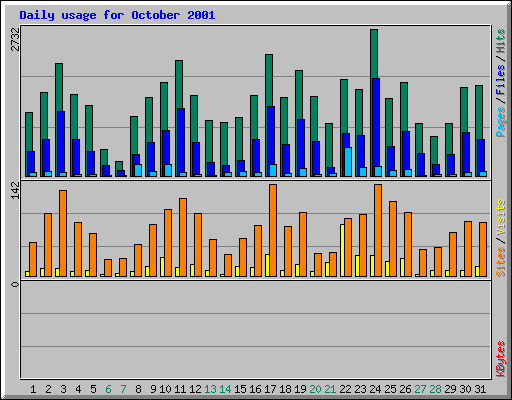 Daily usage for October 2001
2732
Pages / Files / Hits
142
Sites / Visits
0
KBytes
1 2 3 4 5 6 7 8 9 10 11 12 13 14 15 16 17 18 19 20 21 22 23 24 25 26 27 28 29 30 31